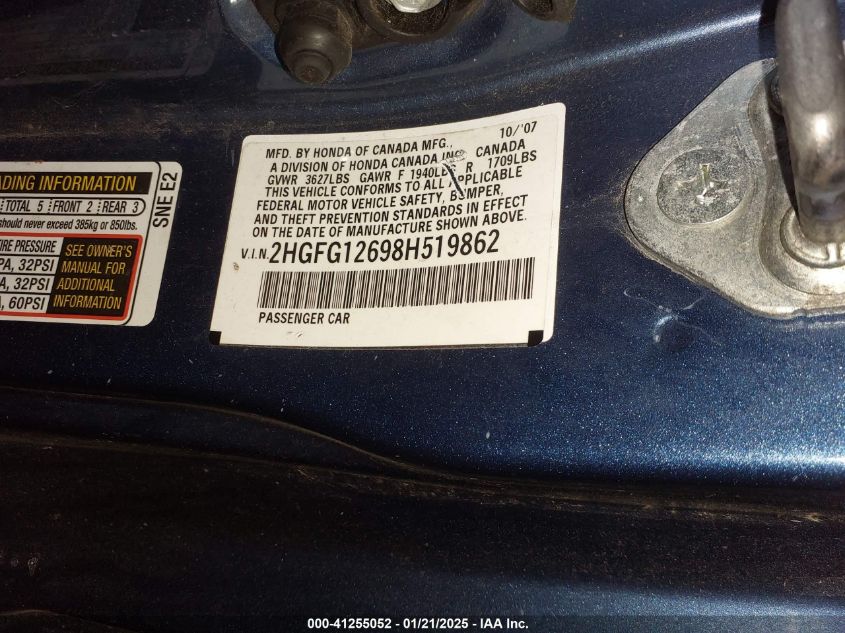 10/'07
MFD. BY HONDA OF CANADA MFG.,
A DIVISION OF HONDA CANADA INC. CANADA
GVWR 3627LBS GAWR F 1940LBS R 1709LBS
THIS VEHICLE CONFORMS TO ALL APPLICABLE
FEDERAL MOTOR VEHICLE SAFETY, BUMPER,
AND THEFT PREVENTION STANDARDS IN EFFECT
ON THE DATE OF MANUFACTURE SHOWN ABOVE.
V.I.N. 2HGFG12698H519862
PASSENGER CAR
ADING INFORMATION
TOTAL 5 FRONT 2 REAR 3
should never exceed 385kg or 850lbs.
IRE PRESSURE
PA, 32PSI
A, 32PSI
A, 60PSI
SEE OWNER'S
MANUAL FOR
ADDITIONAL
INFORMATION
SNE E2
000-41255052 / 01/21/2025 / IAA Inc.